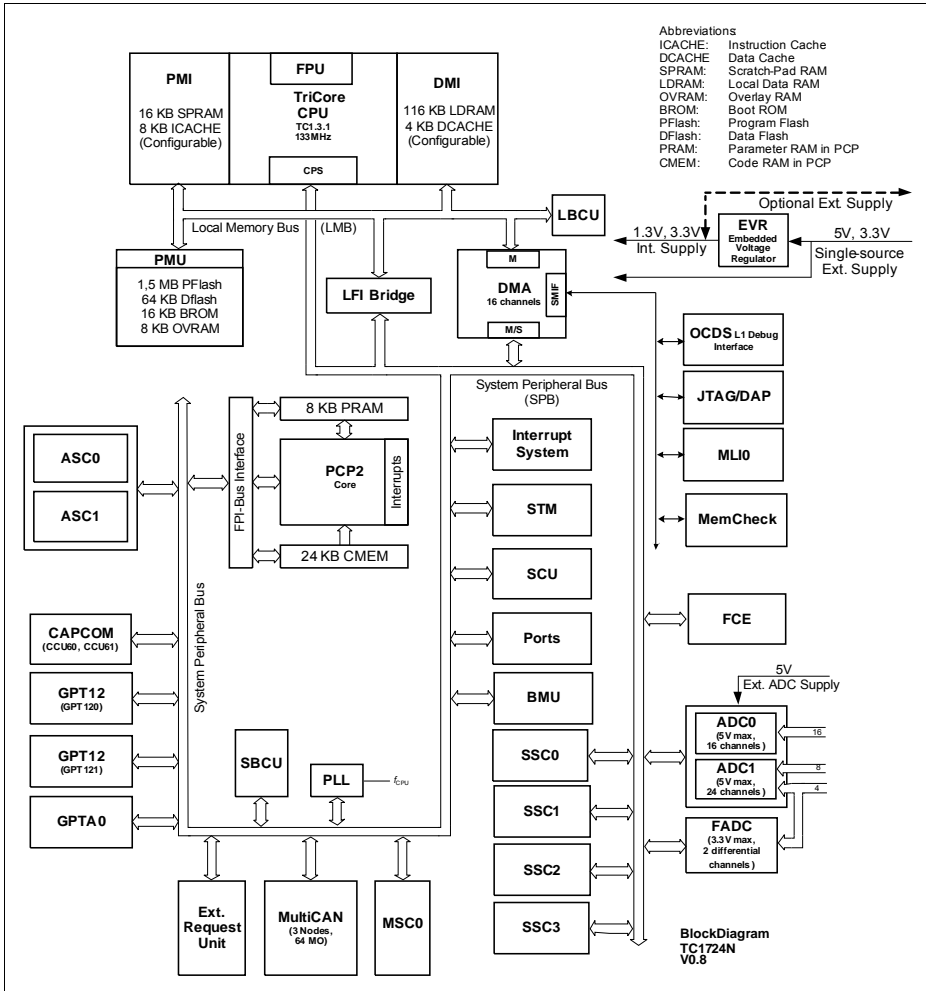 Abbreviations:
ICACHE: Instruction Cache
DCACHE Data Cache
SPRAM: Scratch-Pad RAM
LDRAM: Local Data RAM
OVRAM: Overlay RAM
BROM: Boot ROM
PFlash: Program Flash
DFlash: Data Flash
PRAM: Parameter RAM in PCP
CMEM: Code RAM in PCP
PMI
16 KB SPRAM
8 KB ICACHE
(Configurable)
FPU
TriCore
CPU
TC1.3.1
133MHz
CPS
DMI
116 KB LDRAM
4 KB DCACHE
(Configurable)
Local Memory Bus (LMB)
LBCU
Optional Ext. Supply
1.3V, 3.3V
Int. Supply
EVR
Embedded
Voltage
Regulator
5V, 3.3V
Single-source
Ext. Supply
PMU
1,5 MB PFlash
64 KB Dflash
16 KB BROM
8 KB OVRAM
LFI Bridge
M
DMA
16 channels
SMIF
M/S
OCDS L1 Debug
Interface
JTAG/DAP
MLI0
MemCheck
System Peripheral Bus
(SPB)
ASC0
ASC1
FPI-Bus Interface
8 KB PRAM
PCP2
Core
Interrupts
24 KB CMEM
Interrupt
System
STM
SCU
Ports
BMU
FCE
System Peripheral Bus
CAPCOM
(CCU60, CCU61)
GPT12
(GPT120)
GPT12
(GPT121)
GPTA0
SBCU
PLL
fCPU
SSC0
SSC1
SSC2
SSC3
5V
Ext. ADC Supply
ADC0
(5V max,
16 channels )
16
ADC1
(5V max,
24 channels )
8
4
FADC
(3.3V max,
2 differential
channels )
Ext.
Request
Unit
MultiCAN
(3 Nodes,
64 MO)
MSC0
BlockDiagram
TC1724N
V0.8